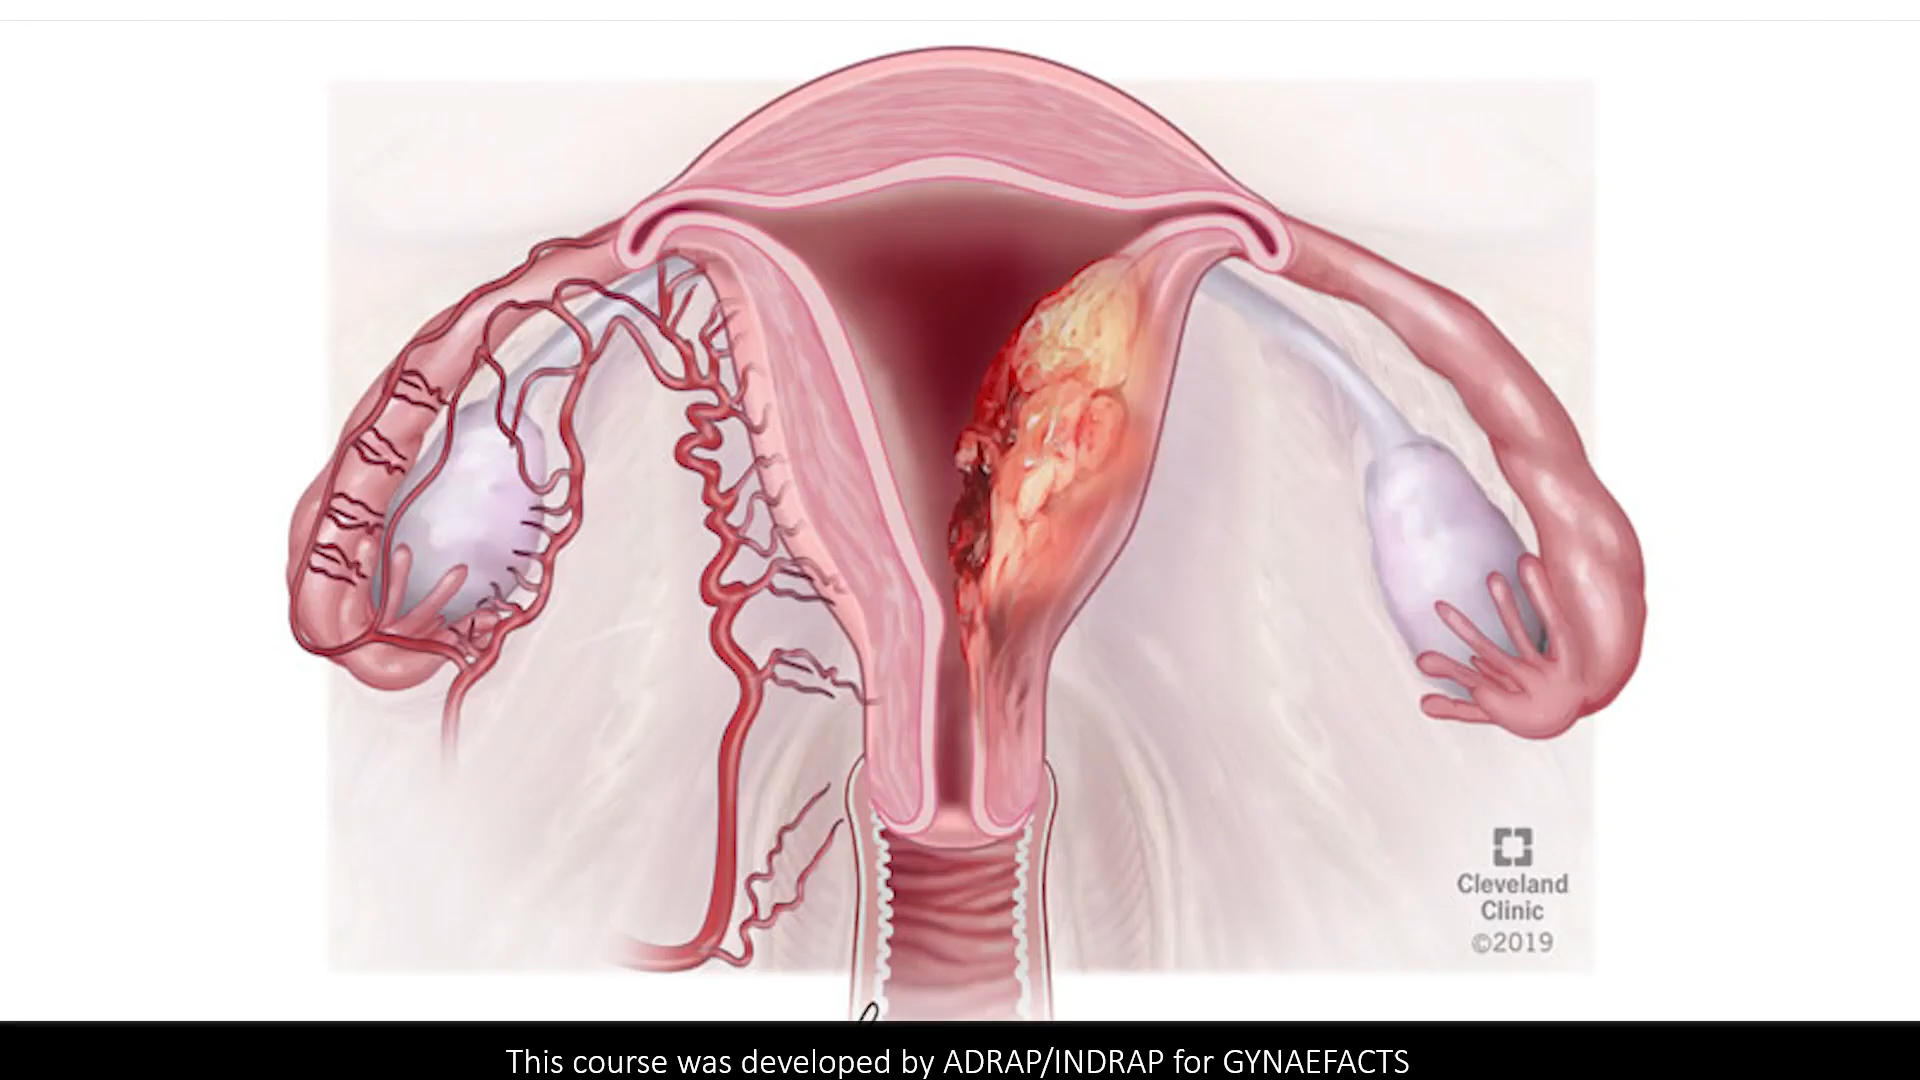 Cleveland
Clinic
©2019
This course was developed by ADRAP/INDRAP for GYNAEFACTS